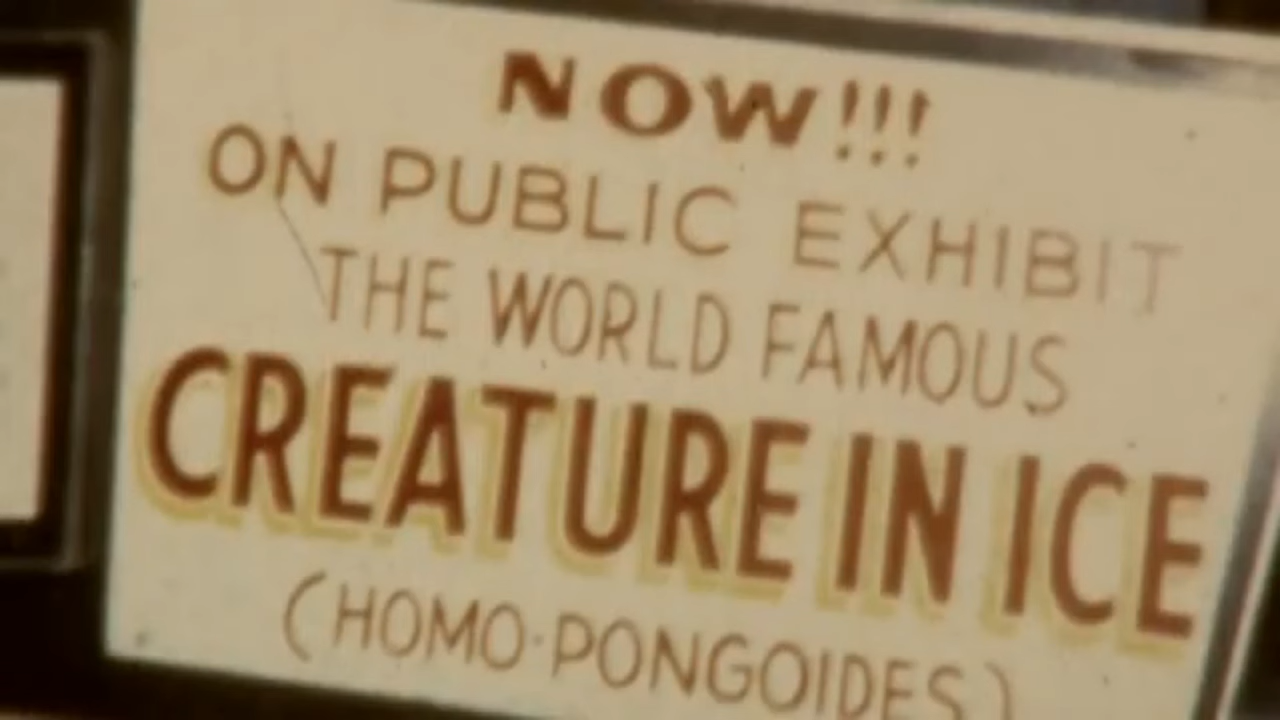 NOW!!!
ON PUBLIC EXHIBIT
THE WORLD FAMOUS
CREATURE IN ICE
(HOMO-PONGOIDES)